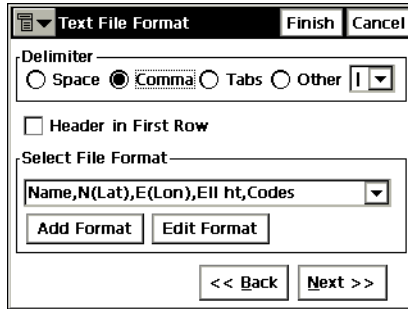 Text File Format Finish Cancel
Delimiter
Space Comma Tabs Other |
Header in First Row
Select File Format
Name,N(Lat),E(Lon),Ell ht,Codes
Add Format Edit Format
<< Back Next >>